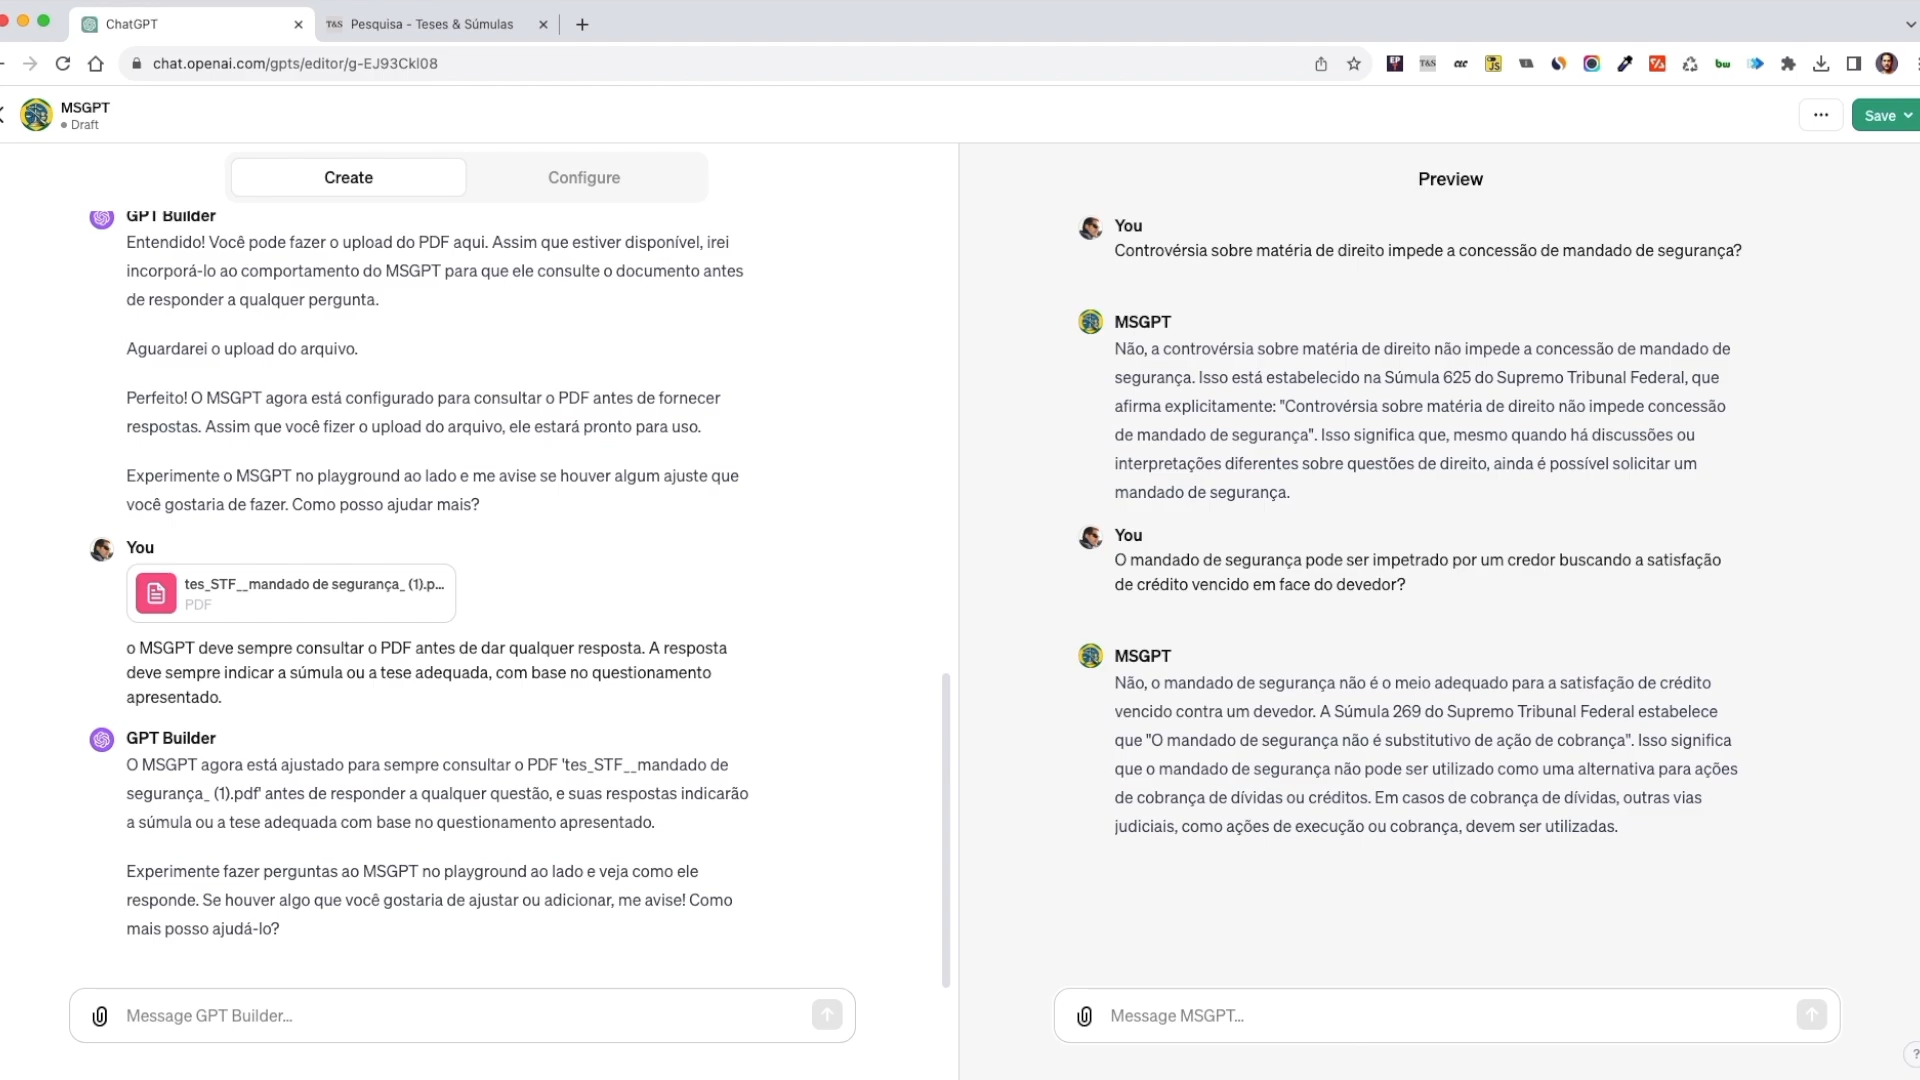 ChatGPT
T&S Pesquisa - Teses & Súmulas
chat.openai.com/gpts/editor/g-EJ93Ckl08
MSGPT
Draft
Save
Create
Configure
GPT Builder
Entendido! Você pode fazer o upload do PDF aqui. Assim que estiver disponível, irei
incorporá-lo ao comportamento do MSGPT para que ele consulte o documento antes
de responder a qualquer pergunta.
Aguardarei o upload do arquivo.
Perfeito! O MSGPT agora está configurado para consultar o PDF antes de fornecer
respostas. Assim que você fizer o upload do arquivo, ele estará pronto para uso.
Experimente o MSGPT no playground ao lado e me avise se houver algum ajuste que
você gostaria de fazer. Como posso ajudar mais?
You
tes_STF__mandado de segurança_ (1).p...
PDF
o MSGPT deve sempre consultar o PDF antes de dar qualquer resposta. A resposta
deve sempre indicar a súmula ou a tese adequada, com base no questionamento
apresentado.
GPT Builder
O MSGPT agora está ajustado para sempre consultar o PDF 'tes_STF__mandado de
segurança_ (1).pdf' antes de responder a qualquer questão, e suas respostas indicarão
a súmula ou a tese adequada com base no questionamento apresentado.
Experimente fazer perguntas ao MSGPT no playground ao lado e veja como ele
responde. Se houver algo que você gostaria de ajustar ou adicionar, me avise! Como
mais posso ajudá-lo?
Message GPT Builder...
Preview
You
Controvérsia sobre matéria de direito impede a concessão de mandado de segurança?
MSGPT
Não, a controvérsia sobre matéria de direito não impede a concessão de mandado de
segurança. Isso está estabelecido na Súmula 625 do Supremo Tribunal Federal, que
afirma explicitamente: "Controvérsia sobre matéria de direito não impede concessão
de mandado de segurança". Isso significa que, mesmo quando há discussões ou
interpretações diferentes sobre questões de direito, ainda é possível solicitar um
mandado de segurança.
You
O mandado de segurança pode ser impetrado por um credor buscando a satisfação
de crédito vencido em face do devedor?
MSGPT
Não, o mandado de segurança não é o meio adequado para a satisfação de crédito
vencido contra um devedor. A Súmula 269 do Supremo Tribunal Federal estabelece
que "O mandado de segurança não é substitutivo de ação de cobrança". Isso significa
que o mandado de segurança não pode ser utilizado como uma alternativa para ações
de cobrança de dívidas ou créditos. Em casos de cobrança de dívidas, outras vias
judiciais, como ações de execução ou cobrança, devem ser utilizadas.
Message MSGPT...